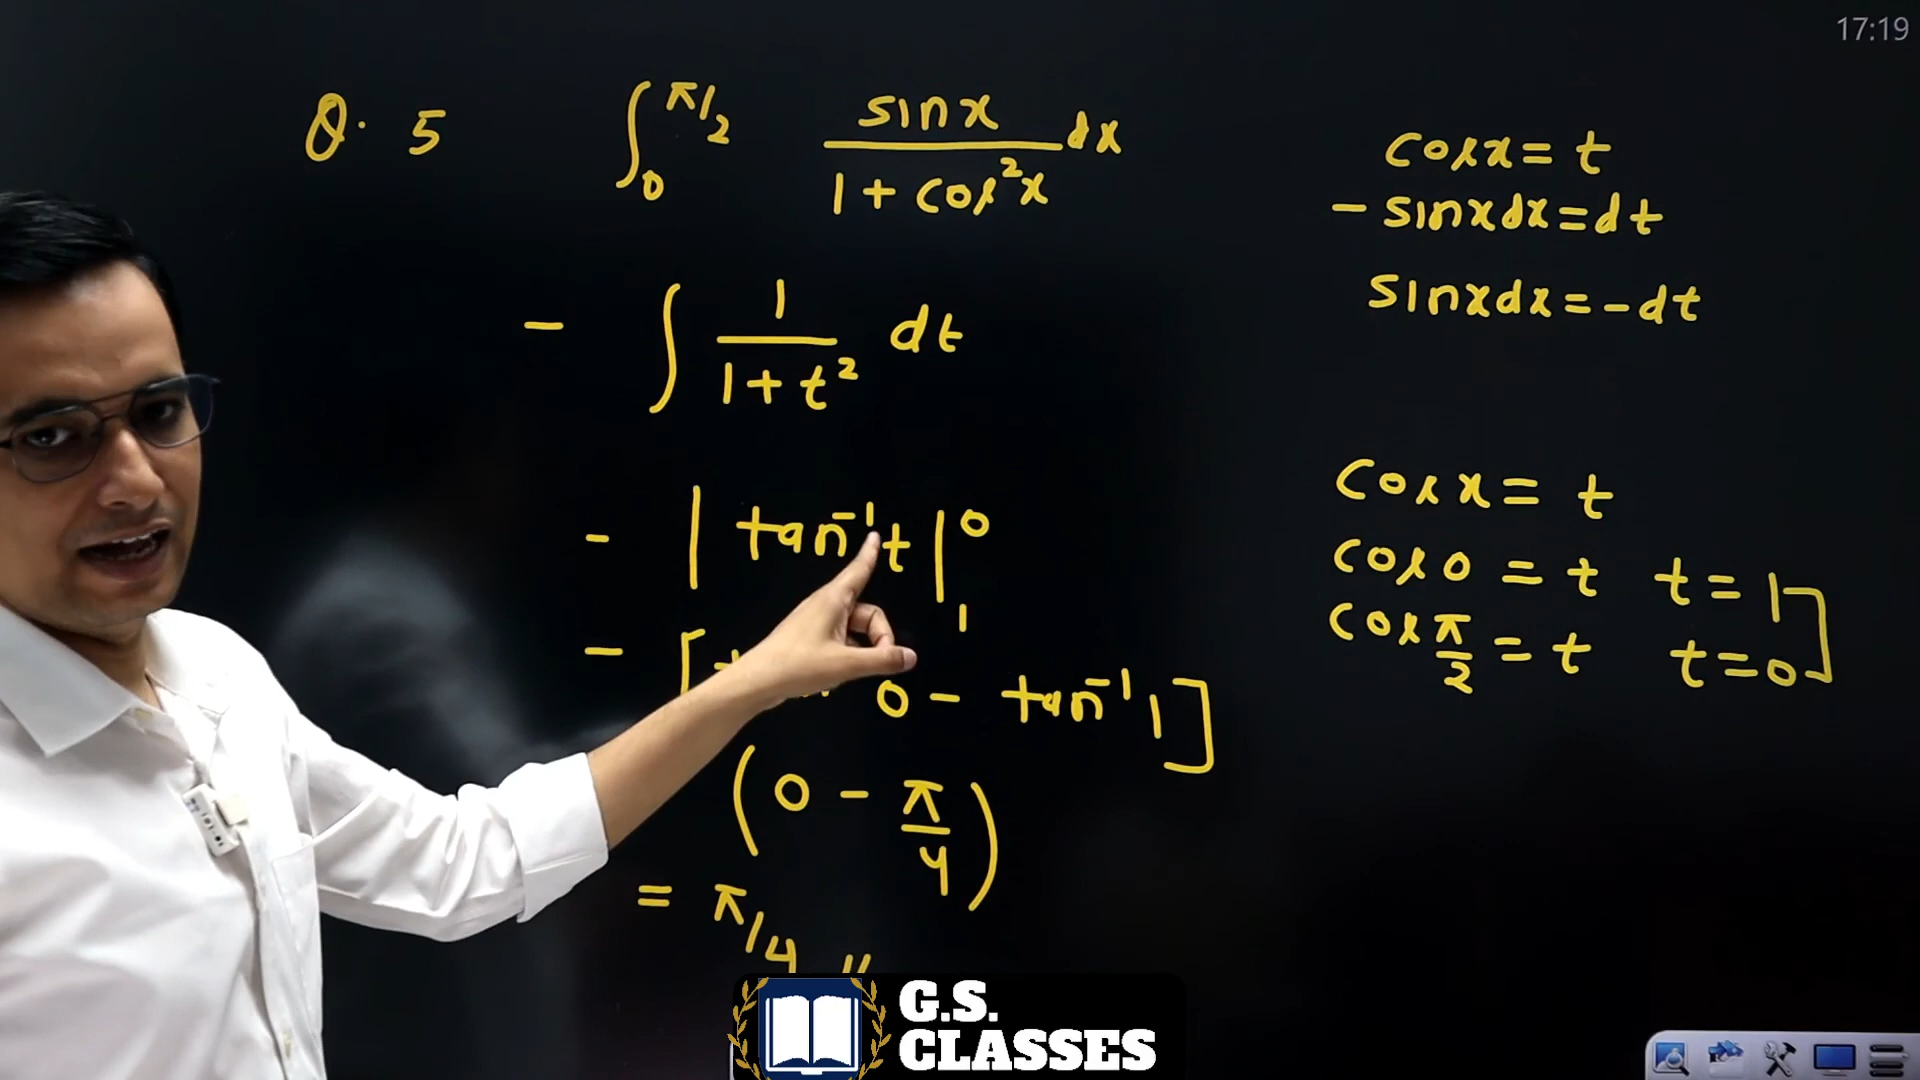 17:19
Q. 5 ∫₀^π/2 sinx / 1 + cos²x dx
cosx = t
- sinxdx = dt
sinxdx = -dt
- ∫ 1 / 1 + t² dt
- | tan⁻¹t |₁⁰
cosx = t
cos0 = t t = 1]
cos π/2 = t t = 0]
- [ 0 - tan⁻¹1]
(0 - π/4)
= π/4 //
G.S.
CLASSES